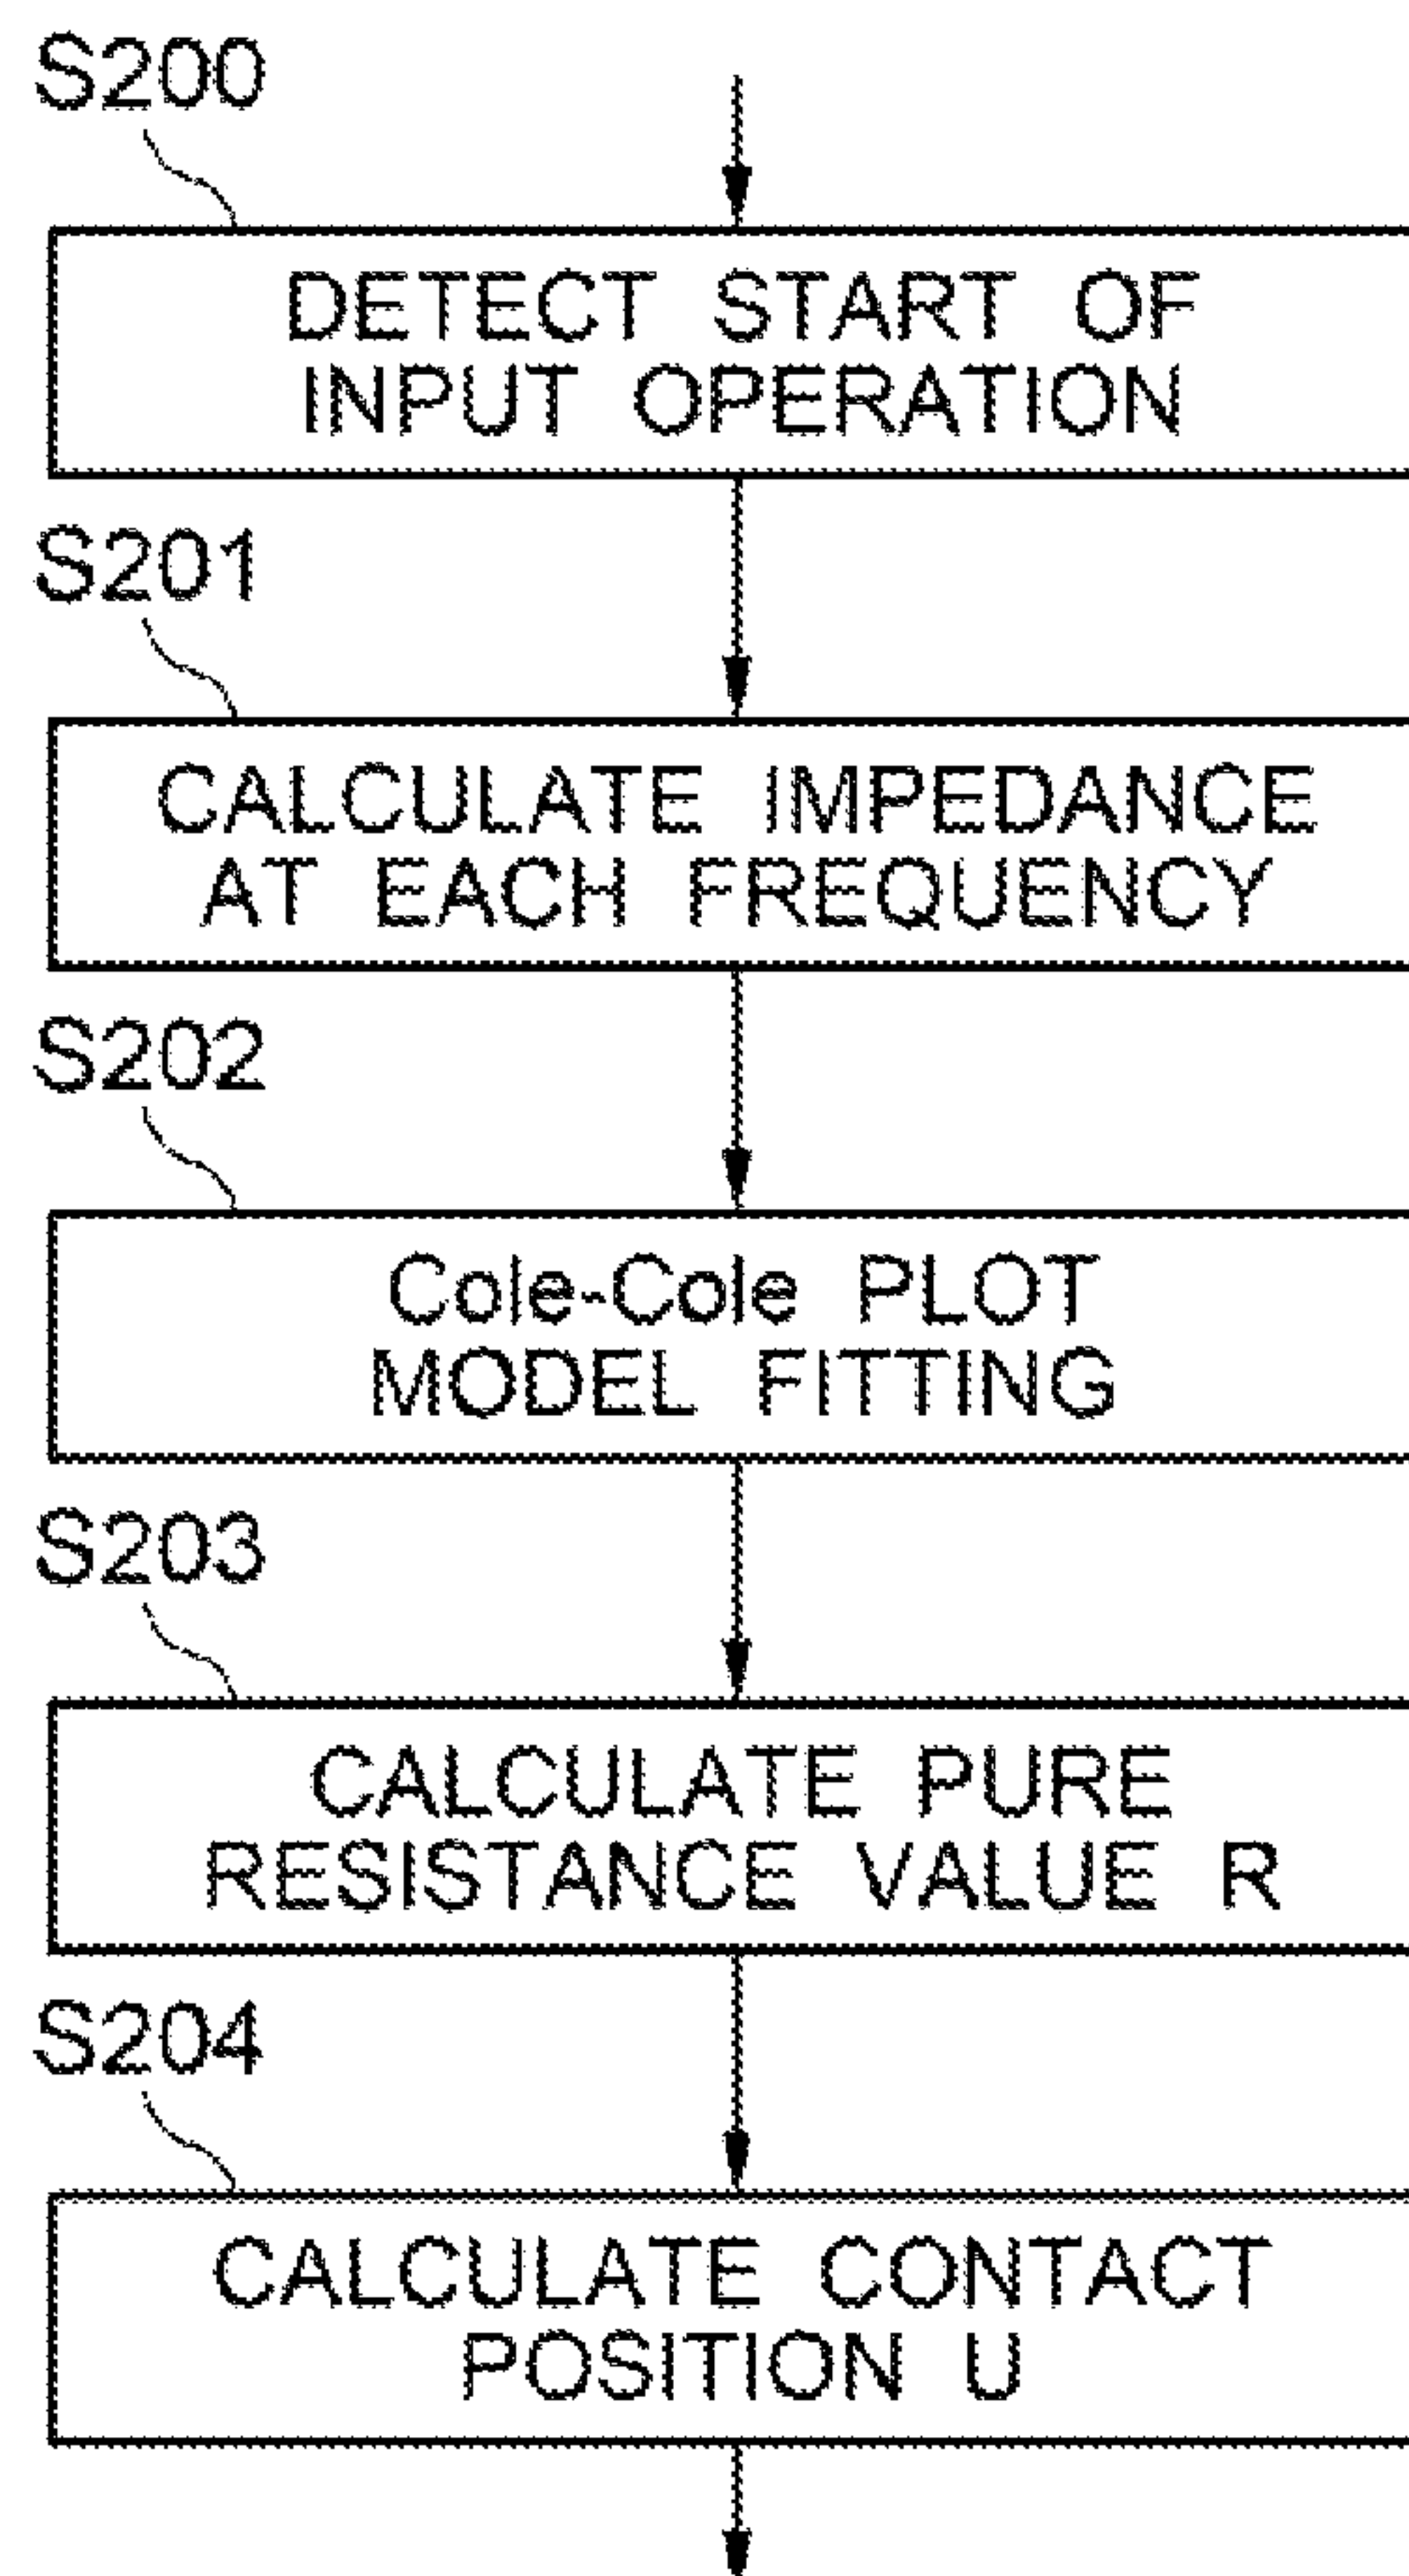 S200
DETECT START OF
INPUT OPERATION
S201
CALCULATE IMPEDANCE
AT EACH FREQUENCY
S202
Cole-Cole PLOT
MODEL FITTING
S203
CALCULATE PURE
RESISTANCE VALUE R
S204
CALCULATE CONTACT
POSITION U